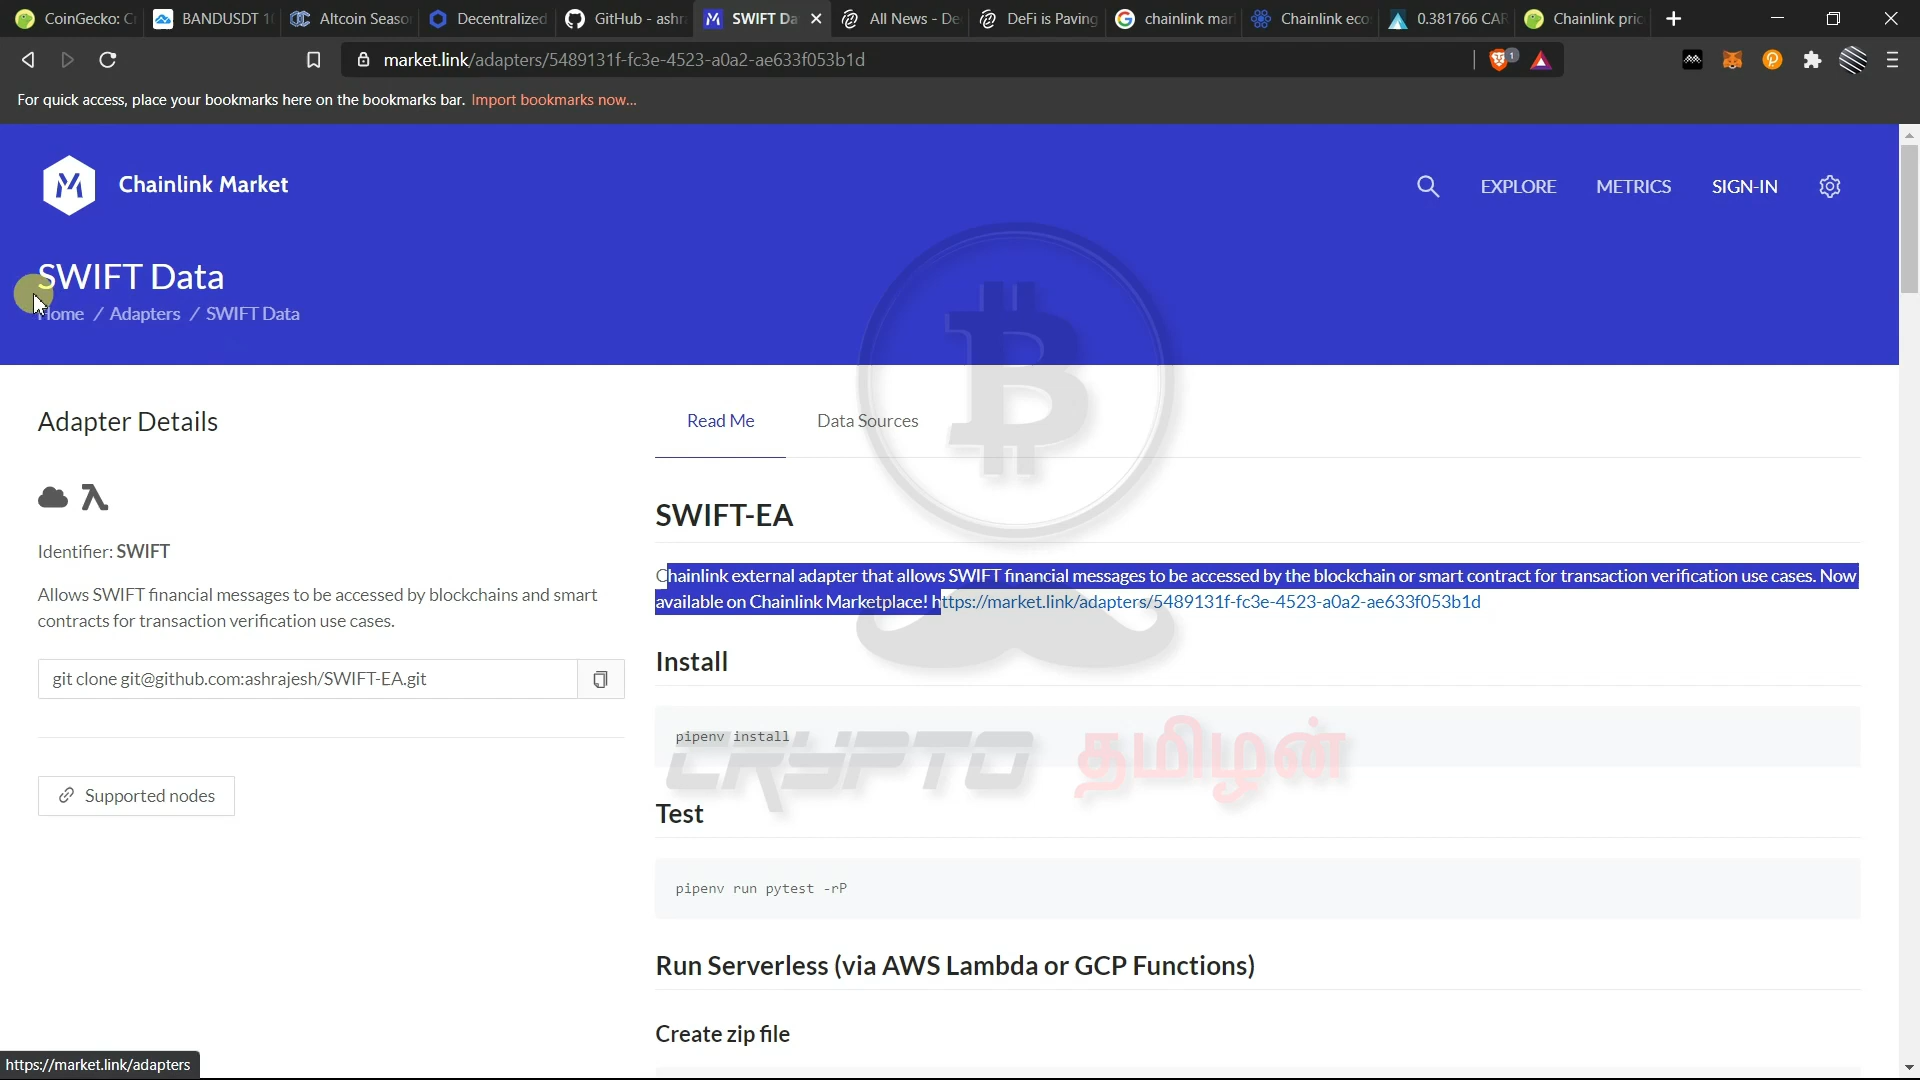 CoinGecko: C
BANDUSDT 1
Altcoin Seaso
Decentralized
GitHub - ashra
SWIFT Da
All News - De
DeFi is Paving
chainlink mar
Chainlink eco
0.381766 CAR
Chainlink pric
market.link/adapters/5489131f-fc3e-4523-a0a2-ae633f053b1d
1
For quick access, place your bookmarks here on the bookmarks bar. Import bookmarks now...
Chainlink Market
EXPLORE
METRICS
SIGN-IN
SWIFT Data
Home / Adapters / SWIFT Data
Adapter Details
Identifier: SWIFT
Allows SWIFT financial messages to be accessed by blockchains and smart
contracts for transaction verification use cases.
git clone git@github.com:ashrajesh/SWIFT-EA.git
Supported nodes
Read Me
Data Sources
SWIFT-EA
Chainlink external adapter that allows SWIFT financial messages to be accessed by the blockchain or smart contract for transaction verification use cases. Now
available on Chainlink Marketplace! https://market.link/adapters/5489131f-fc3e-4523-a0a2-ae633f053b1d
Install
pipenv install
CRYPTO தமிழன்
Test
pipenv run pytest -rP
Run Serverless (via AWS Lambda or GCP Functions)
Create zip file
https://market.link/adapters